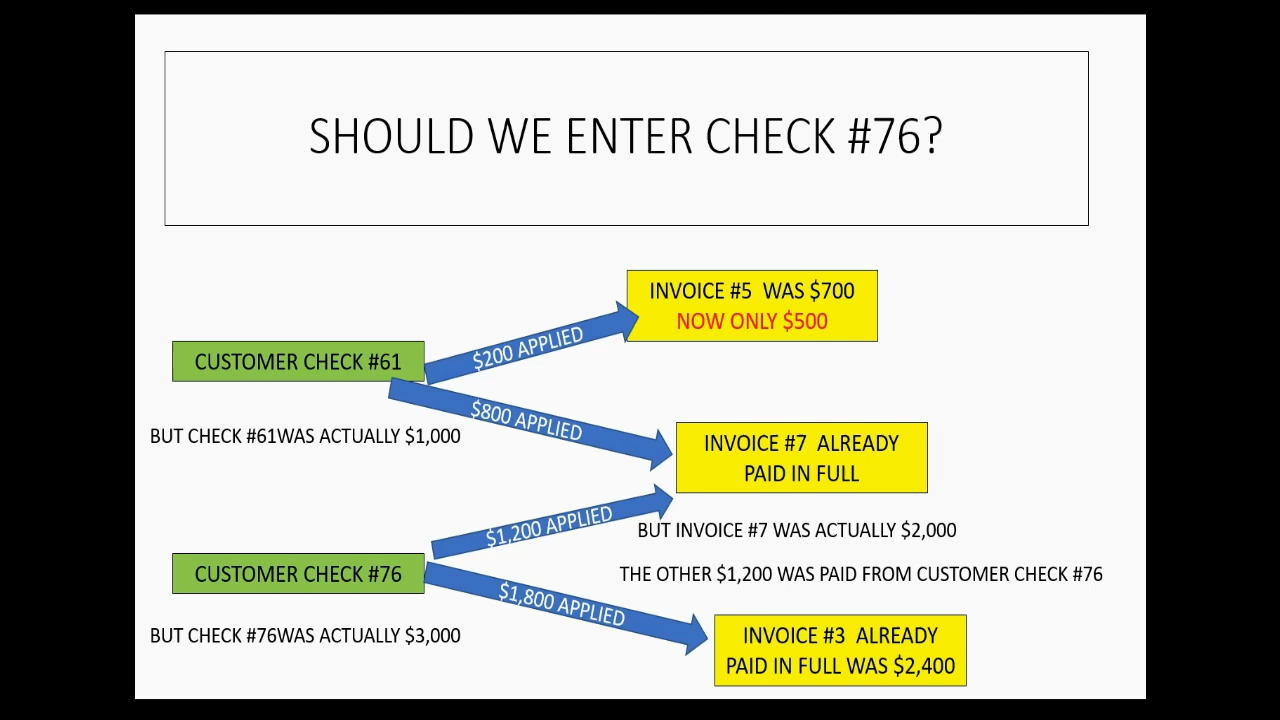 SHOULD WE ENTER CHECK #76?
INVOICE #5 WAS $700
NOW ONLY $500
$200 APPLIED
CUSTOMER CHECK #61
$800 APPLIED
BUT CHECK #61WAS ACTUALLY $1,000
INVOICE #7 ALREADY
PAID IN FULL
$1,200 APPLIED
BUT INVOICE #7 WAS ACTUALLY $2,000
CUSTOMER CHECK #76
THE OTHER $1,200 WAS PAID FROM CUSTOMER CHECK #76
$1,800 APPLIED
BUT CHECK #76WAS ACTUALLY $3,000
INVOICE #3 ALREADY
PAID IN FULL WAS $2,400